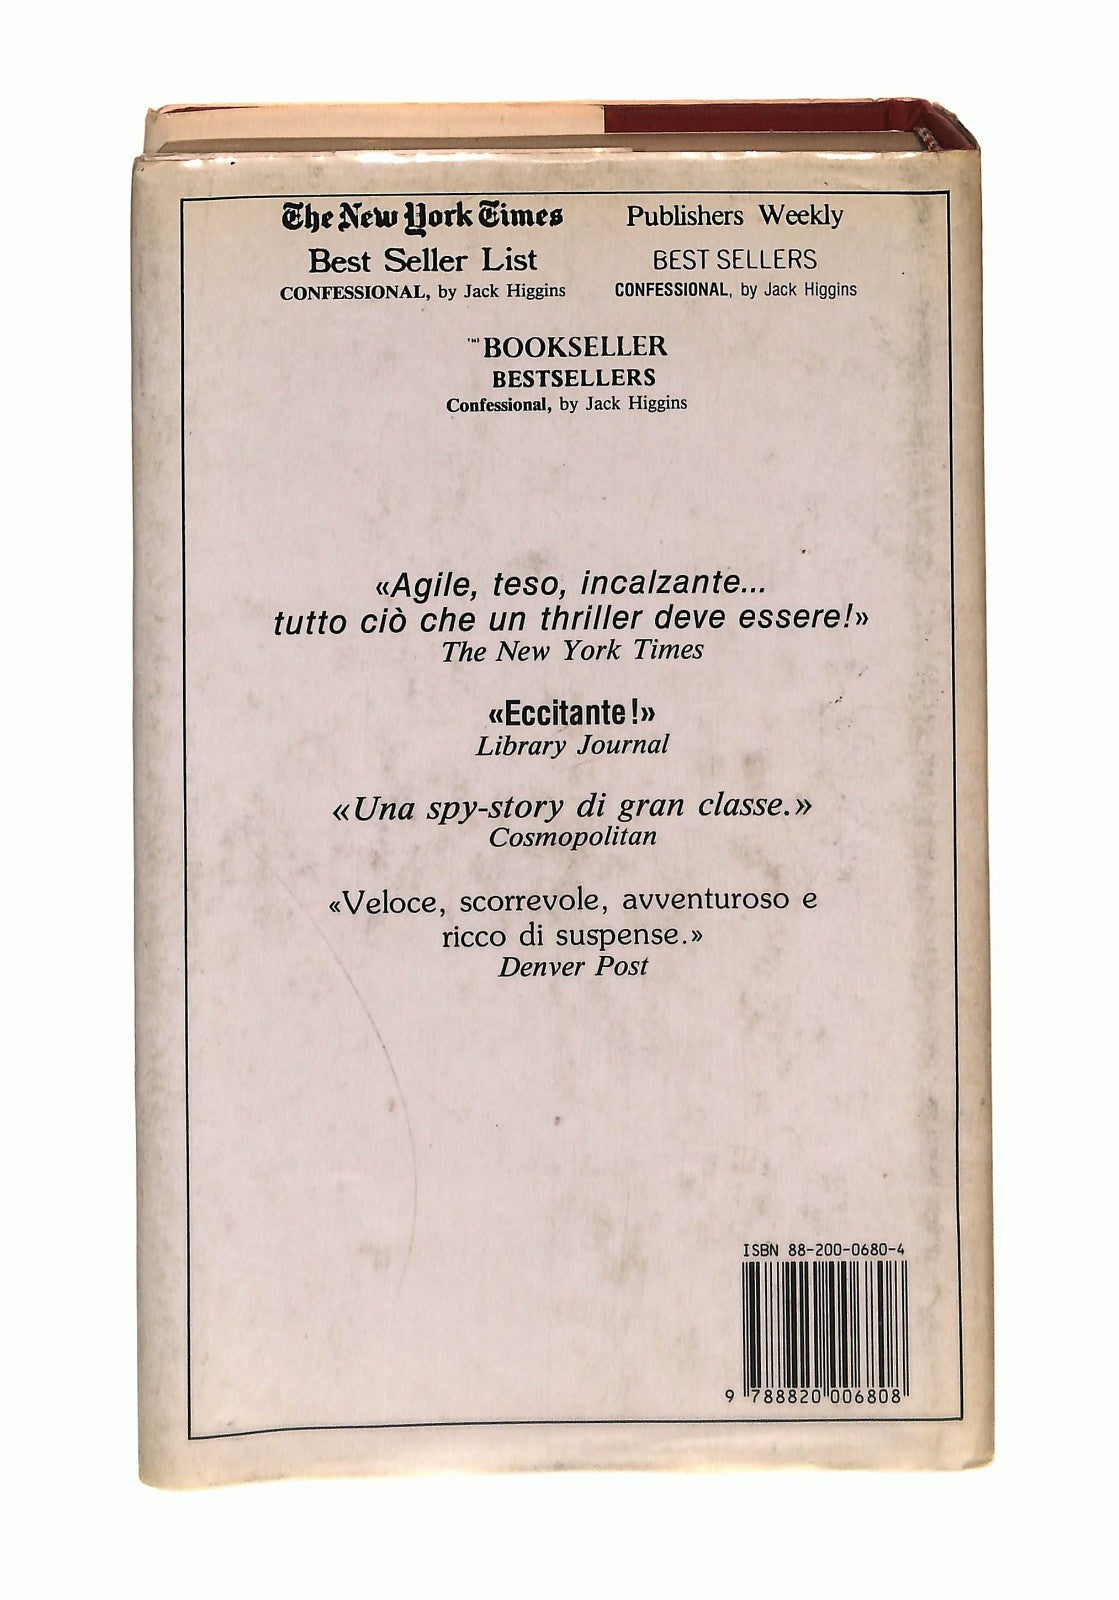 The New York Times
Best Seller List
CONFESSIONAL, by Jack Higgins
Publishers Weekly
BEST SELLERS
CONFESSIONAL, by Jack Higgins
THE BOOKSELLER
BESTSELLERS
Confessional, by Jack Higgins
«Agile, teso, incalzante...
tutto ciò che un thriller deve essere!»
The New York Times
«Eccitante!»
Library Journal
«Una spy-story di gran classe.»
Cosmopolitan
«Veloce, scorrevole, avventuroso e
ricco di suspense.»
Denver Post
ISBN 88-200-0680-4
9 788820 006808